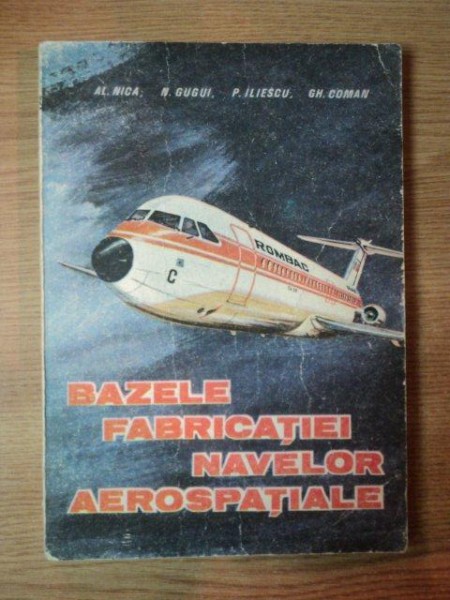 AL. NICA, N. GUGUI, P. ILIESCU, GH. COMAN
ROMBAC
C
BAZELE
FABRICAȚIEI
NAVELOR
AEROSPAȚIALE